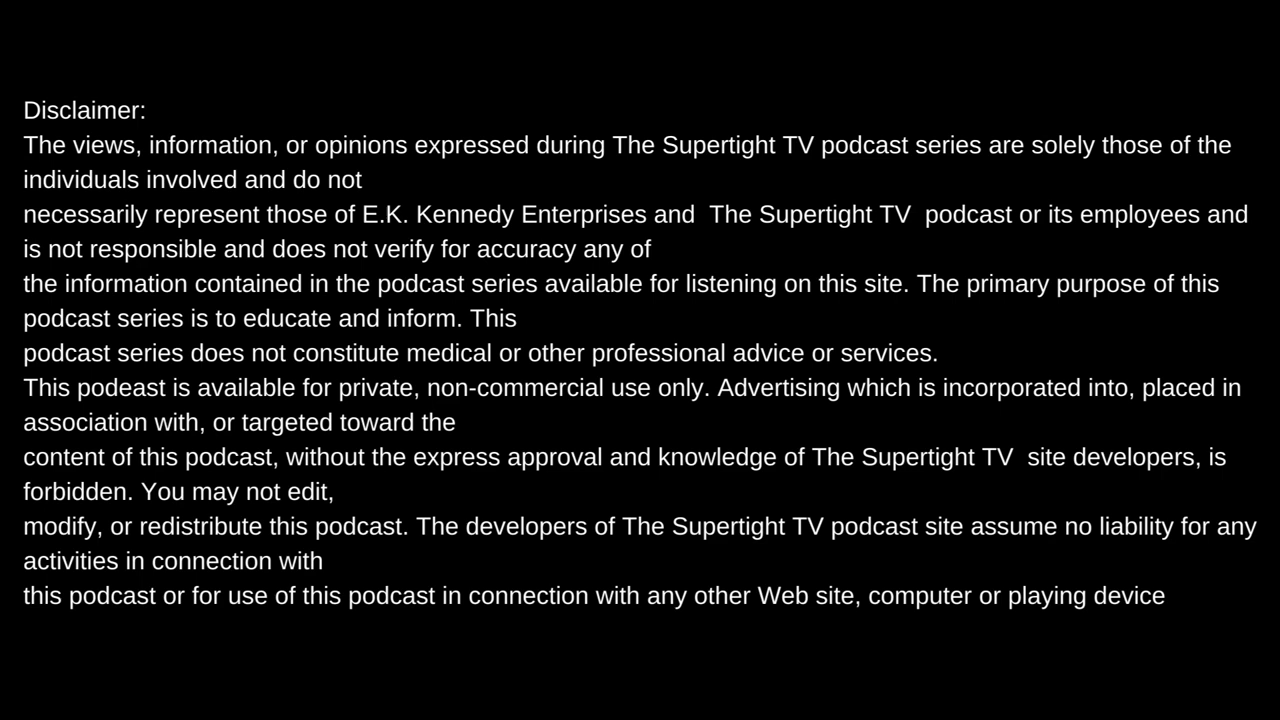 Disclaimer:
The views, information, or opinions expressed during The Supertight TV podcast series are solely those of the
individuals involved and do not
necessarily represent those of E.K. Kennedy Enterprises and  The Supertight TV  podcast or its employees and
is not responsible and does not verify for accuracy any of
the information contained in the podcast series available for listening on this site. The primary purpose of this
podcast series is to educate and inform. This
podcast series does not constitute medical or other professional advice or services.
This podeast is available for private, non-commercial use only. Advertising which is incorporated into, placed in
association with, or targeted toward the
content of this podcast, without the express approval and knowledge of The Supertight TV  site developers, is
forbidden. You may not edit,
modify, or redistribute this podcast. The developers of The Supertight TV podcast site assume no liability for any
activities in connection with
this podcast or for use of this podcast in connection with any other Web site, computer or playing device